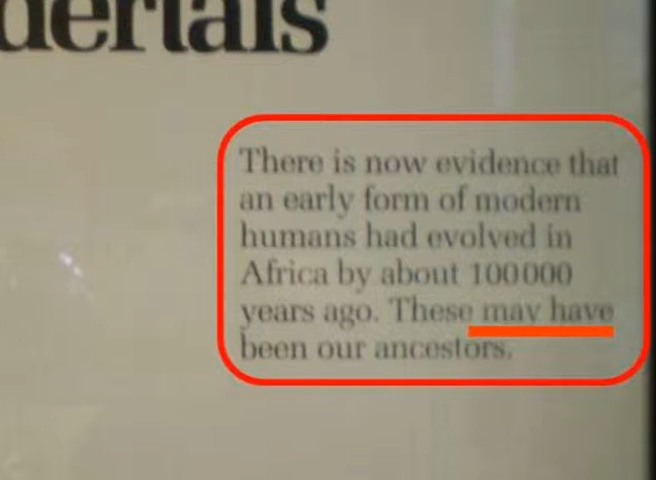 dertals
There is now evidence that
an early form of modern
humans had evolved in
Africa by about 100000
years ago. These may have
been our ancestors.